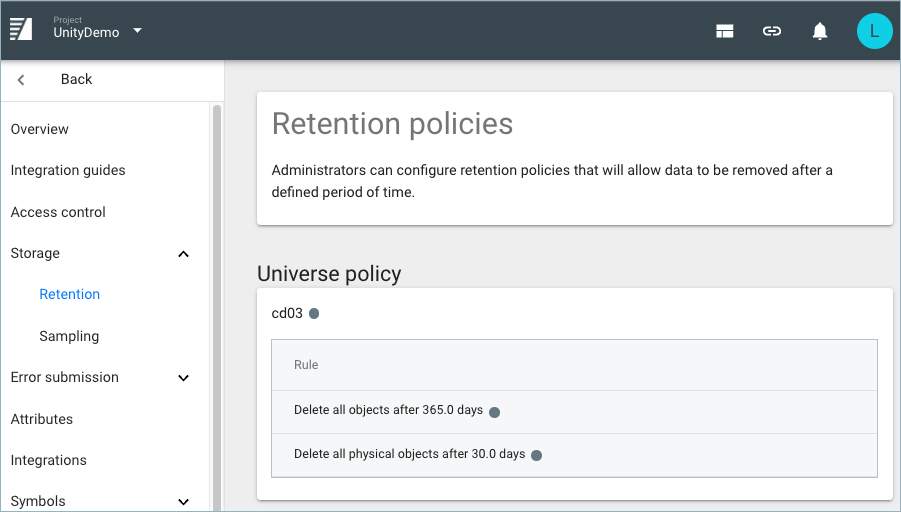 Project
UnityDemo
L
Back
Overview
Integration guides
Access control
Storage
Retention
Sampling
Error submission
Attributes
Integrations
Symbols
Retention policies
Administrators can configure retention policies that will allow data to be removed after a
defined period of time.
Universe policy
cd03
Rule
Delete all objects after 365.0 days
Delete all physical objects after 30.0 days